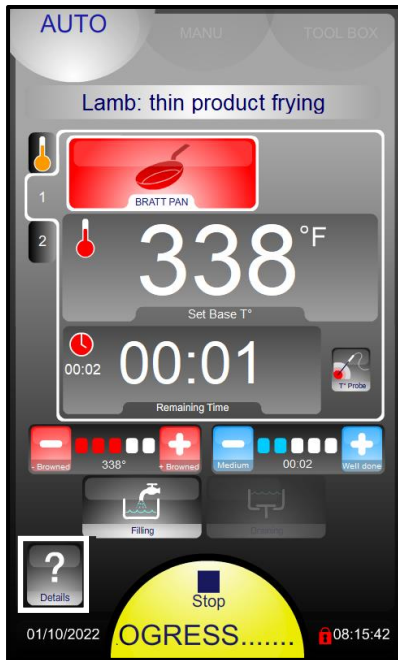 AUTO
MANU
TOOL BOX
Lamb: thin product frying
1
BRATT PAN
2
338°F
Set Base T°
00:02
00:01
T° Probe
Remaining Time
- Browned
338°
+ Browned
Medium
00:02
Well done
Filling
Draining
?
Details
Stop
OGRESS.......
01/10/2022
08:15:42